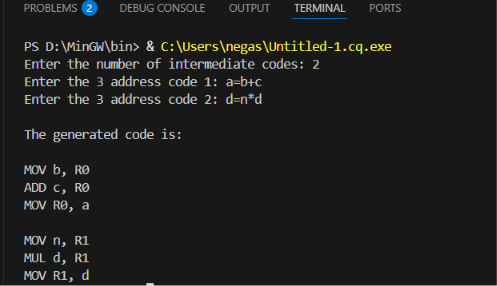 PROBLEMS 2 DEBUG CONSOLE OUTPUT TERMINAL PORTS
PS D:\MinGW\bin> & C:\Users\negas\Untitled-1.cq.exe
Enter the number of intermediate codes: 2
Enter the 3 address code 1: a=b+c
Enter the 3 address code 2: d=n*d
The generated code is:
MOV b, R0
ADD c, R0
MOV R0, a
MOV n, R1
MUL d, R1
MOV R1, d